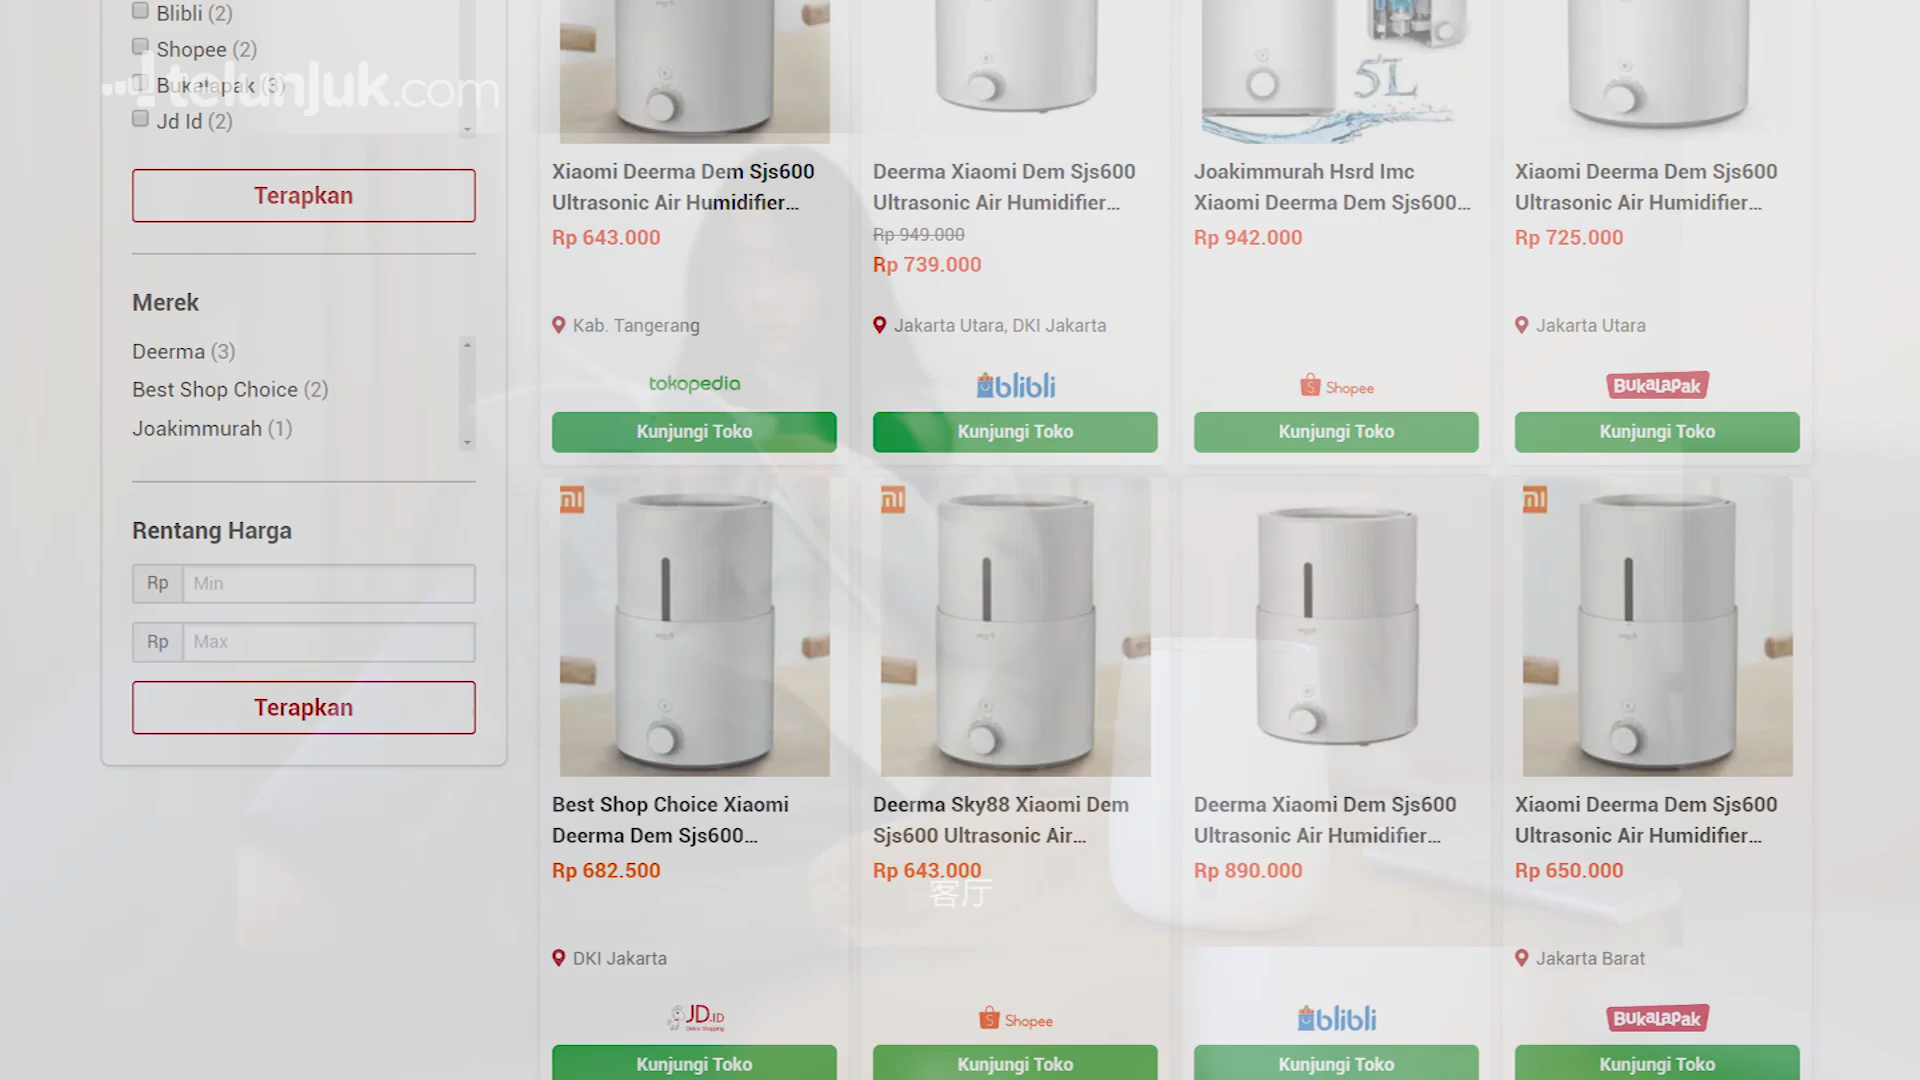 Blibli (2)
Shopee (2)
Bukalapak (3)
Jd Id (2)
telunjuk.com
Terapkan
Merek
Deerma (3)
Best Shop Choice (2)
Joakimmurah (1)
Rentang Harga
Rp Min
Rp Max
Terapkan
5L
Xiaomi Deerma Dem Sjs600
Ultrasonic Air Humidifier...
Rp 643.000
Kab. Tangerang
tokopedia
Kunjungi Toko
Deerma Xiaomi Dem Sjs600
Ultrasonic Air Humidifier...
Rp 949.000
Rp 739.000
Jakarta Utara, DKI Jakarta
blibli
Kunjungi Toko
Joakimmurah Hsrd Imc
Xiaomi Deerma Dem Sjs600...
Rp 942.000
Shopee
Kunjungi Toko
Xiaomi Deerma Dem Sjs600
Ultrasonic Air Humidifier...
Rp 725.000
Jakarta Utara
BukaLapak
Kunjungi Toko
Best Shop Choice Xiaomi
Deerma Dem Sjs600...
Rp 682.500
DKI Jakarta
JD.ID
Kunjungi Toko
Deerma Sky88 Xiaomi Dem
Sjs600 Ultrasonic Air...
Rp 643.000
客厅
Shopee
Kunjungi Toko
Deerma Xiaomi Dem Sjs600
Ultrasonic Air Humidifier...
Rp 890.000
blibli
Kunjungi Toko
Xiaomi Deerma Dem Sjs600
Ultrasonic Air Humidifier...
Rp 650.000
Jakarta Barat
BukaLapak
Kunjungi Toko